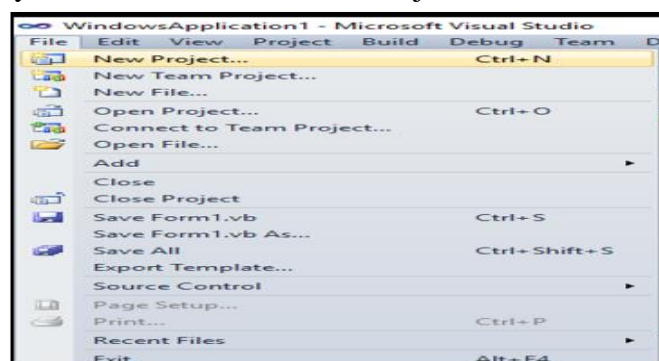 WindowsApplication1 - Microsoft Visual Studio
File Edit View Project Build Debug Team D
New Project... Ctrl+N
New Team Project...
New File...
Open Project... Ctrl+O
Connect to Team Project...
Open File...
Add
Close
Close Project
Save Form1.vb Ctrl+S
Save Form1.vb As...
Save All Ctrl+Shift+S
Export Template...
Source Control
Page Setup...
Print... Ctrl+P
Recent Files
Exit Alt+F4